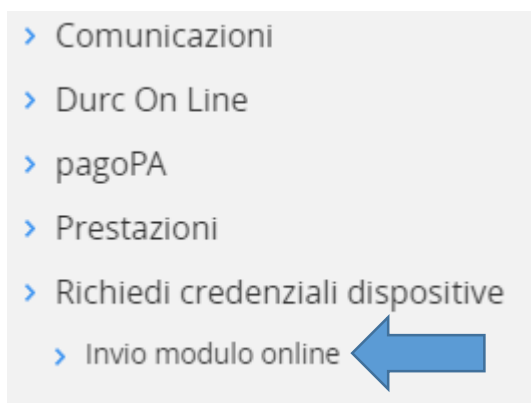 Comunicazioni
Durc On Line
pagoPA
Prestazioni
Richiedi credenziali dispositive
Invio modulo online